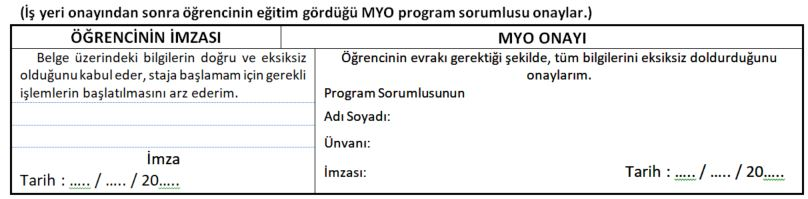 (İş yeri onayından sonra öğrencinin eğitim gördüğü MYO program sorumlusu onaylar.)
ÖĞRENCİNİN İMZASI
Belge üzerindeki bilgilerin doğru ve eksiksiz
olduğunu kabul eder, staja başlamam için gerekli
işlemlerin başlatılmasını arz ederim.
İmza
Tarih : ..... / ..... / 20.....
MYO ONAYI
Öğrencinin evrakı gerektiği şekilde, tüm bilgilerini eksiksiz doldurduğunu
onaylarım.
Program Sorumlusunun
Adı Soyadı:
Ünvanı:
İmzası:
Tarih : ..... / ..... / 20.....